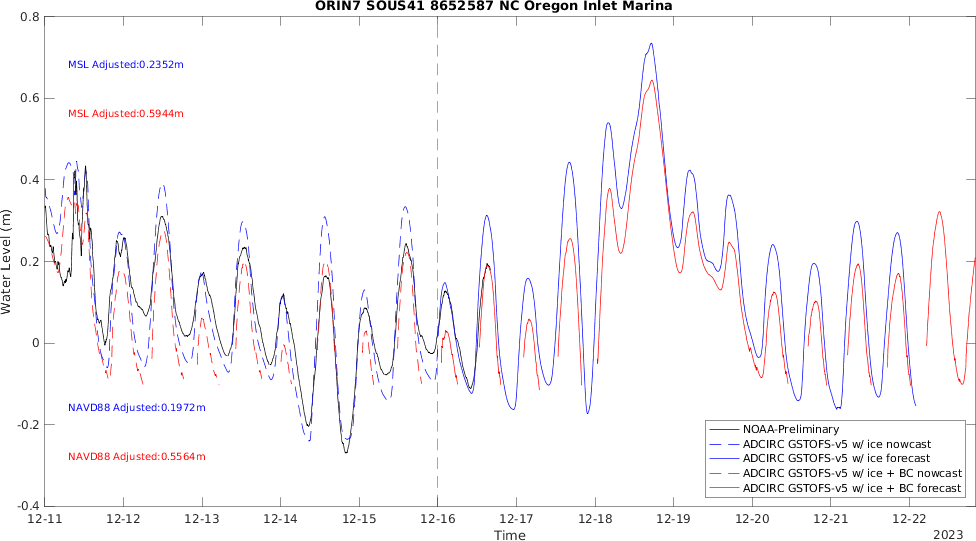 ORIN7 SOUS41 8652587 NC Oregon Inlet Marina
0.8
0.6
0.4
0.2
0
-0.2
-0.4
Water Level (m)
MSL Adjusted:0.2352m
MSL Adjusted:0.5944m
NAVD88 Adjusted:0.1972m
NAVD88 Adjusted:0.5564m
NOAA-Preliminary
ADCIRC GSTOFS-v5 w/ ice nowcast
ADCIRC GSTOFS-v5 w/ ice forecast
ADCIRC GSTOFS-v5 w/ ice + BC nowcast
ADCIRC GSTOFS-v5 w/ ice + BC forecast
12-11 12-12 12-13 12-14 12-15 12-16 12-17 12-18 12-19 12-20 12-21 12-22
Time
2023